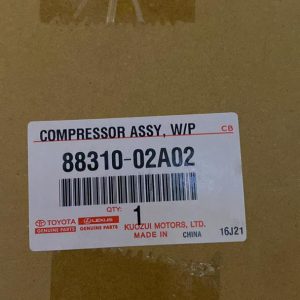 COMPRESSOR ASSY, W/P CB
88310-02A02
QTY: 1
TOYOTA LEXUS
GENUINE PARTS GENUINE PARTS
KUOZUI MOTORS, LTD.
MADE IN CHINA 16J21